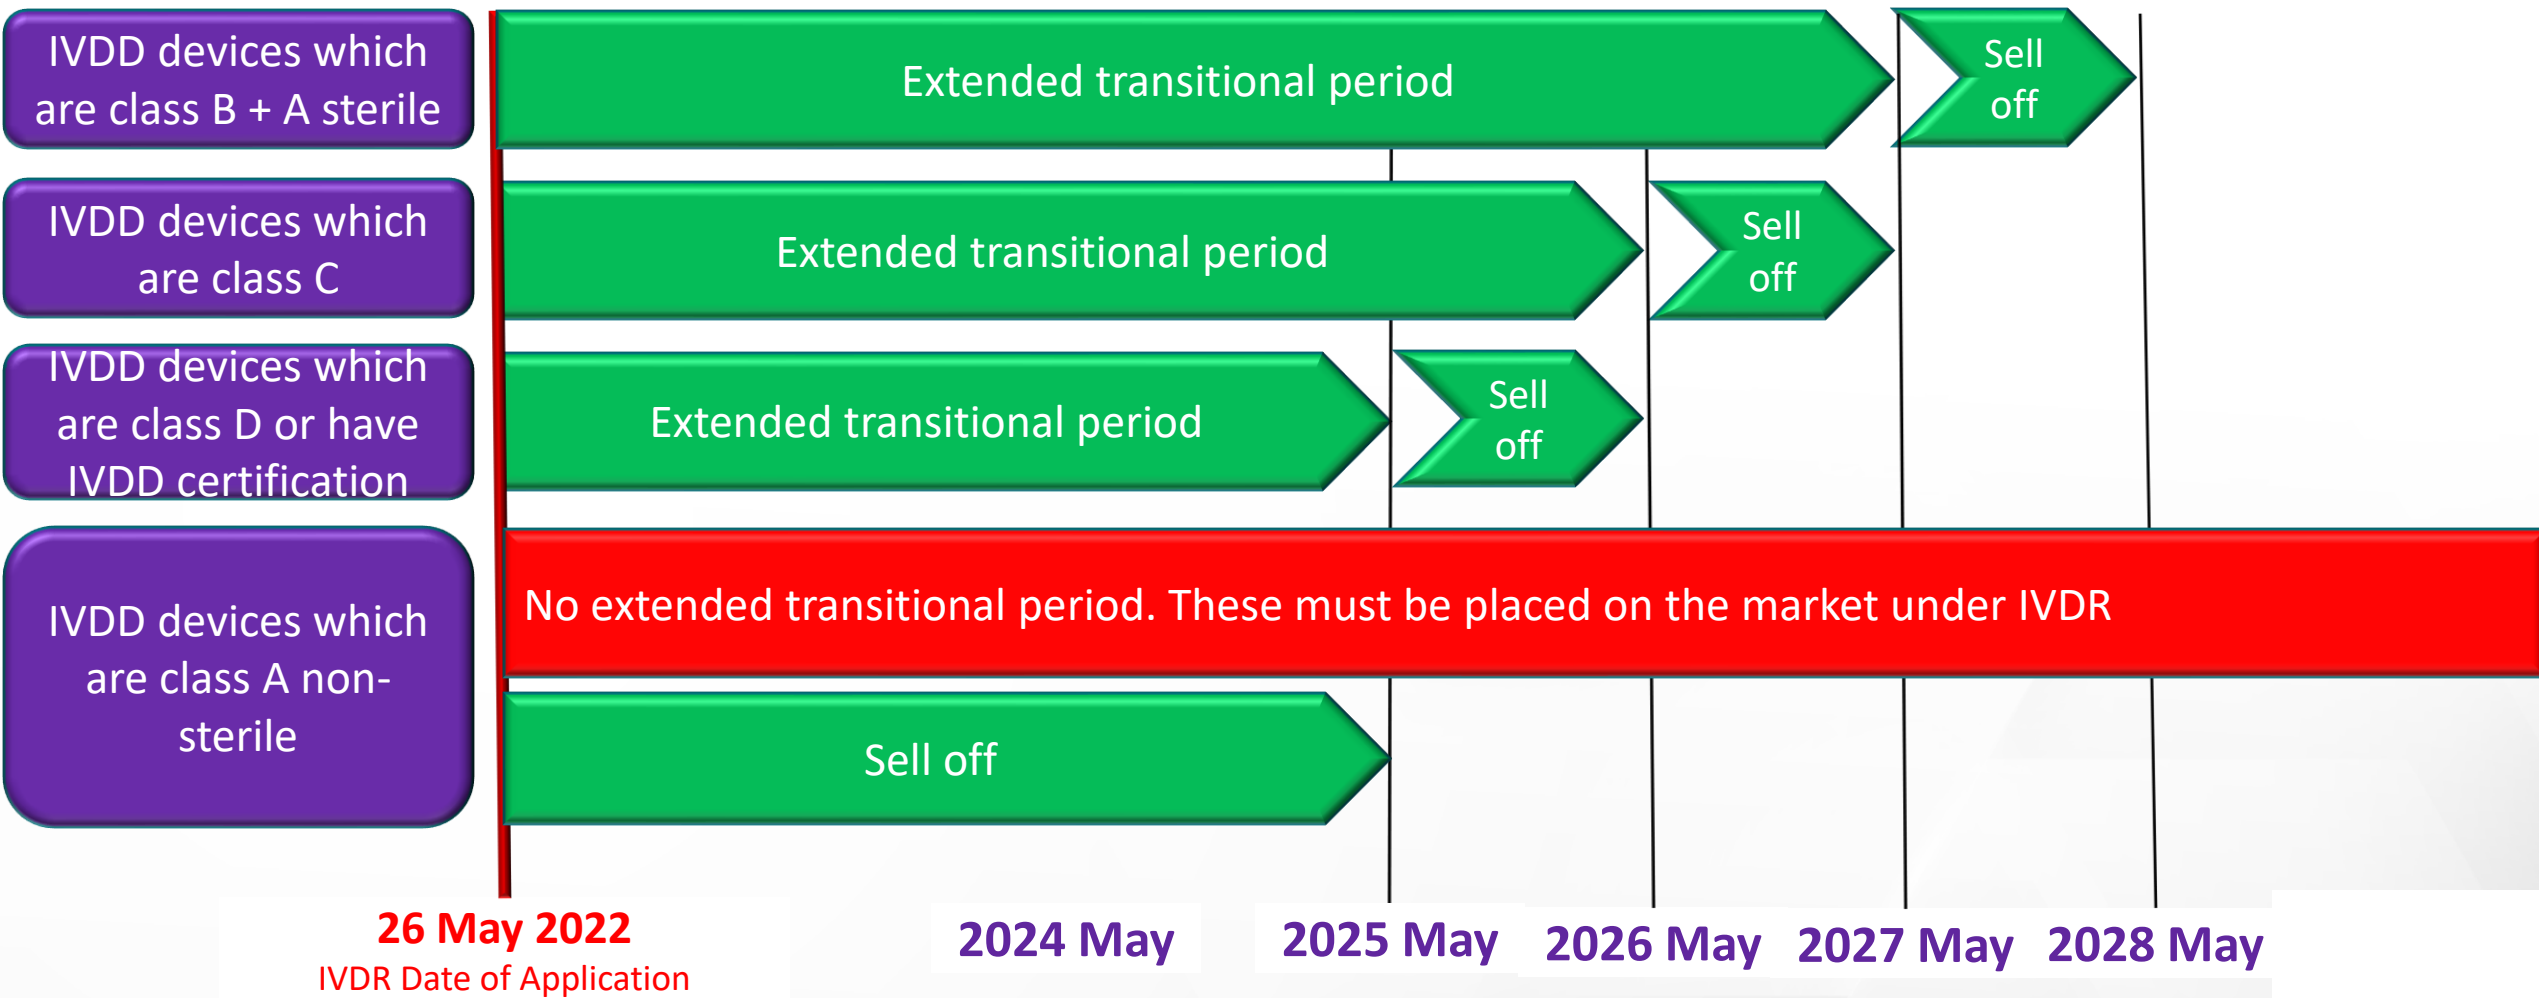 IVDD devices which
are class B + A sterile
Extended transitional period
Sell
off
IVDD devices which
are class C
Extended transitional period
Sell
off
IVDD devices which
are class D or have
IVDD certification
Extended transitional period
Sell
off
IVDD devices which
are class A non-
sterile
No extended transitional period. These must be placed on the market under IVDR
Sell off
26 May 2022
IVDR Date of Application
2024 May
2025 May
2026 May
2027 May
2028 May